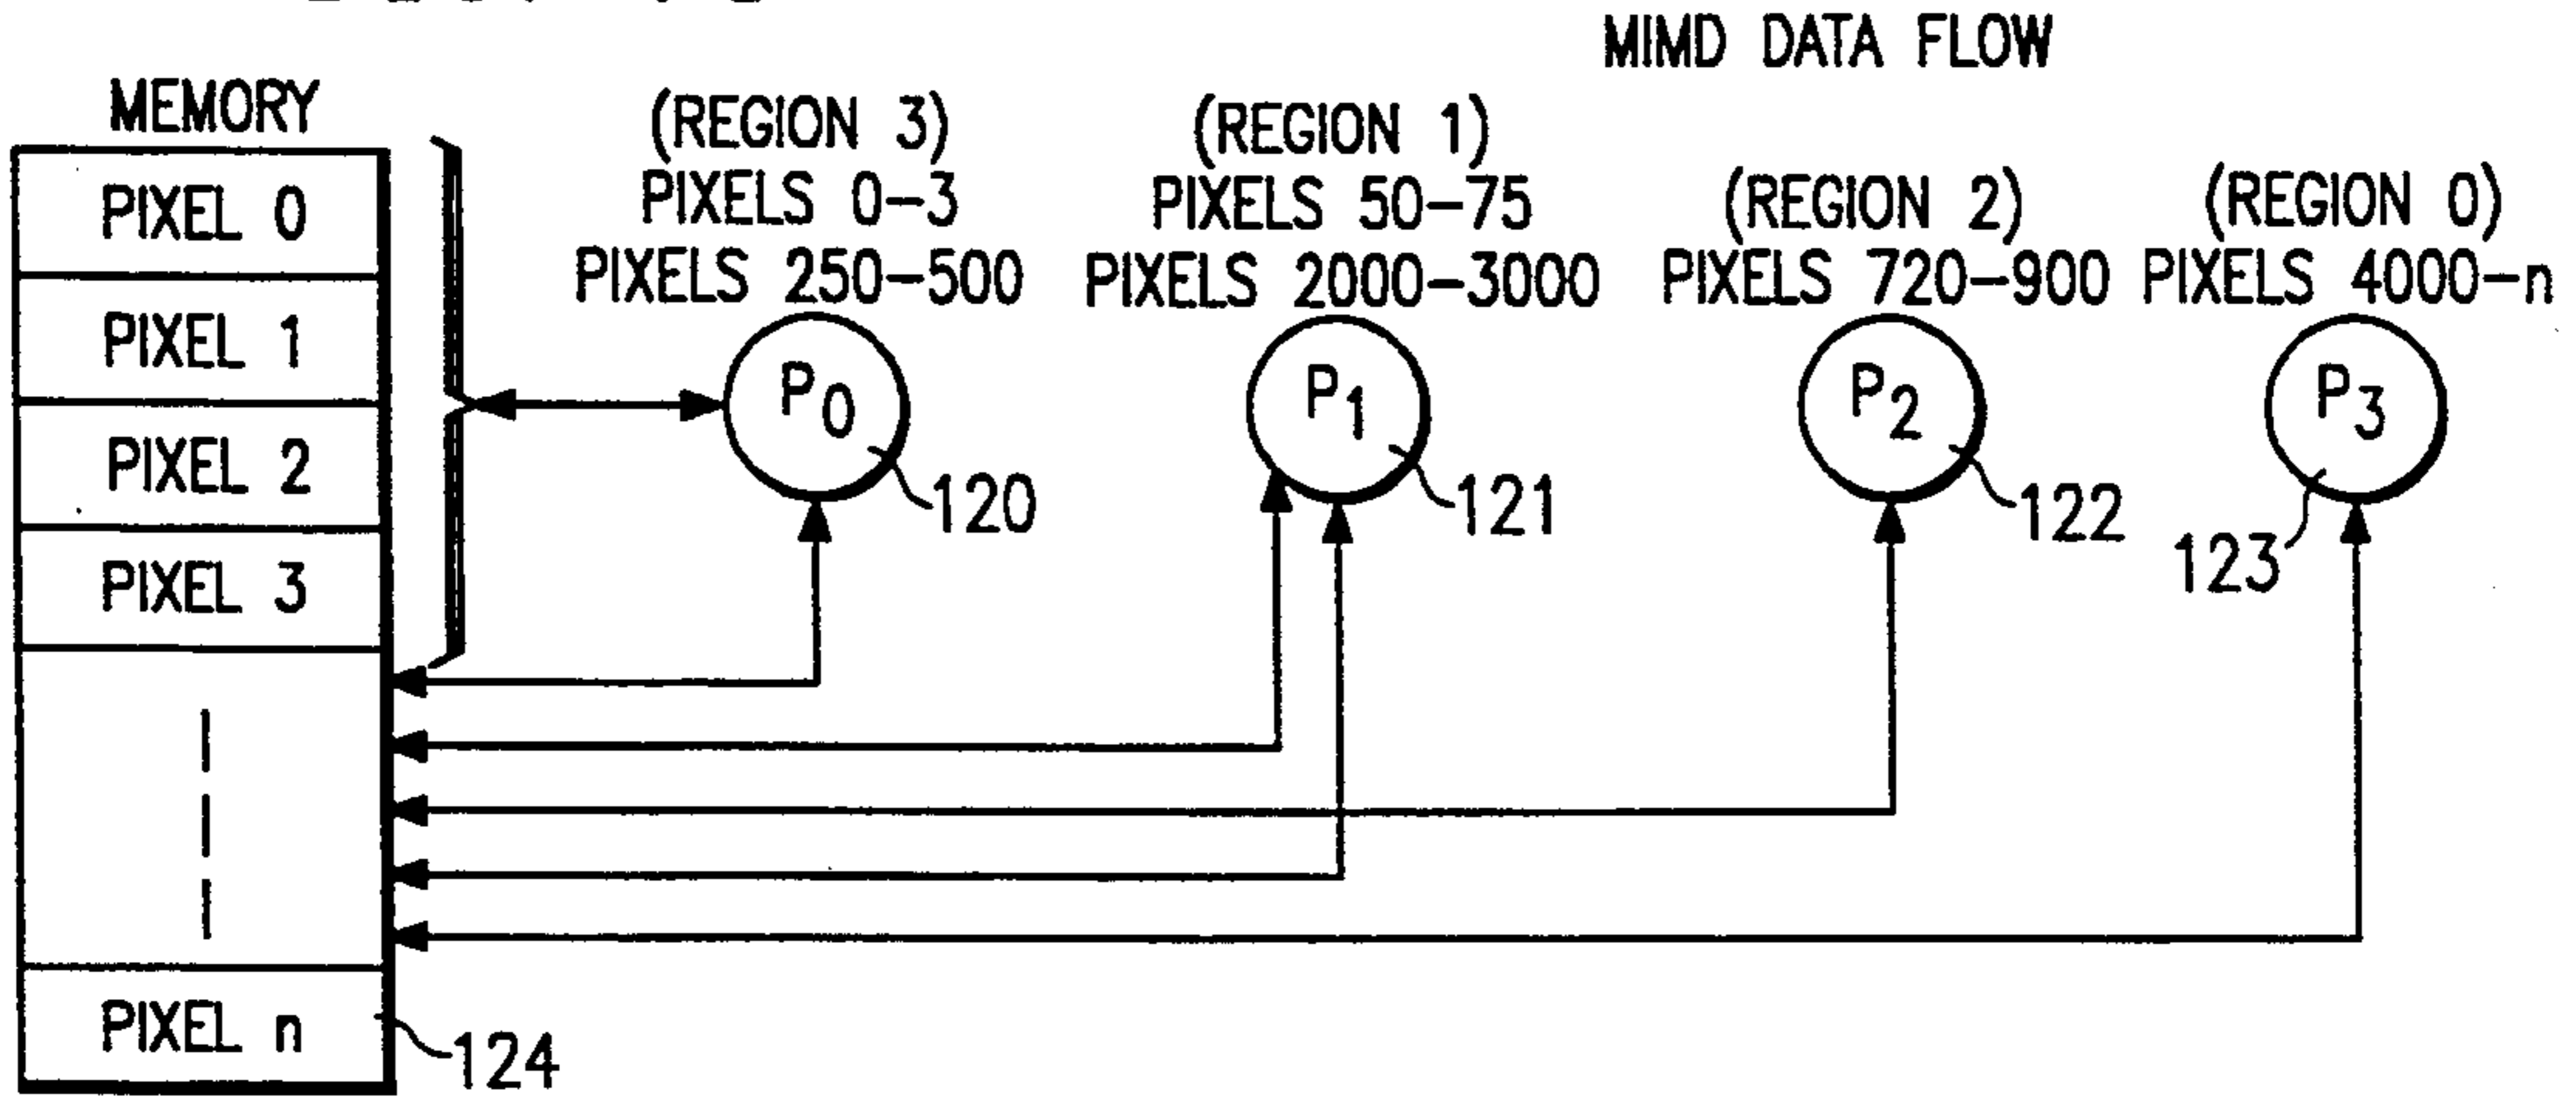 MIMD DATA FLOW
MEMORY
PIXEL 0
PIXEL 1
PIXEL 2
PIXEL 3
PIXEL n
124
(REGION 3)
PIXELS 0-3
PIXELS 250-500
P0
120
(REGION 1)
PIXELS 50-75
PIXELS 2000-3000
P1
121
(REGION 2)
PIXELS 720-900
P2
122
(REGION 0)
PIXELS 4000-n
P3
123